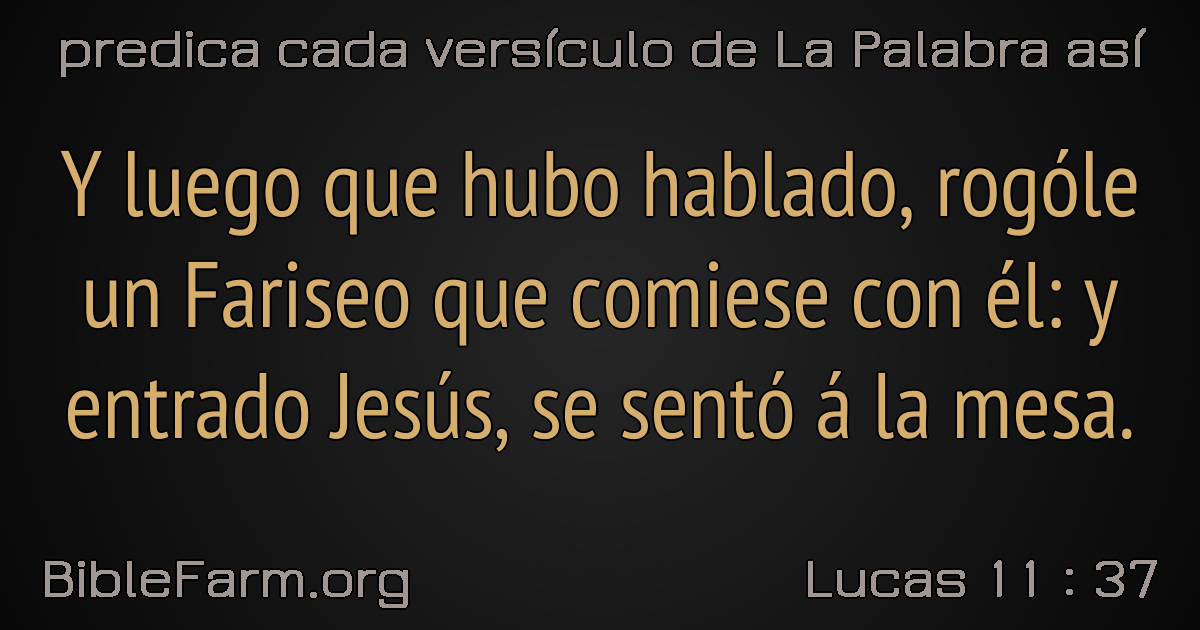 predica cada versículo de La Palabra así
Y luego que hubo hablado, rogóle
un Fariseo que comiese con él: y
entrado Jesús, se sentó á la mesa.
BibleFarm.org
Lucas 11 : 37